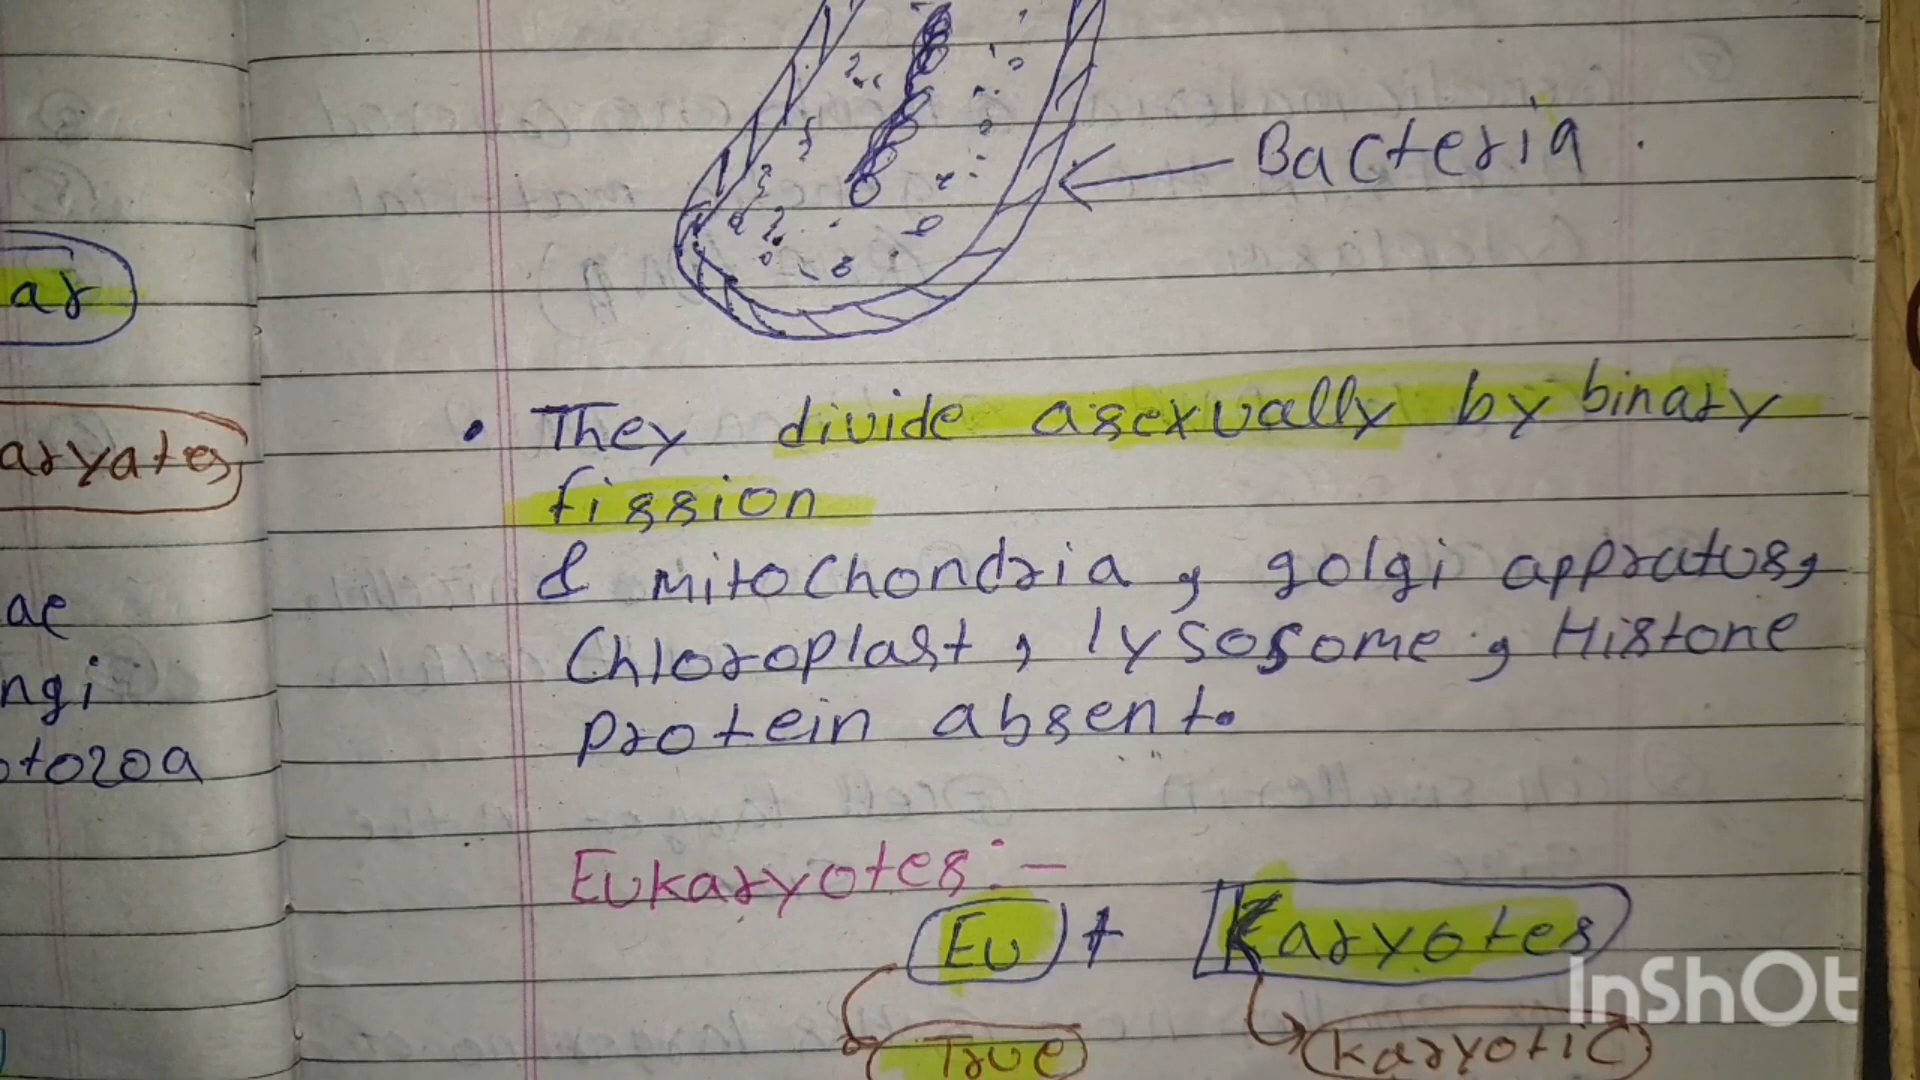 Bacteria.
• They divide asexually by binary
fission
& mitochondria, golgi appratus,
Chloroplast, lysosome, Histone
protein absent.
Eukaryotes:-
Eu + Karyotes
True karyotic
ar
aryates
ae
ngi
otozoa
InShOt